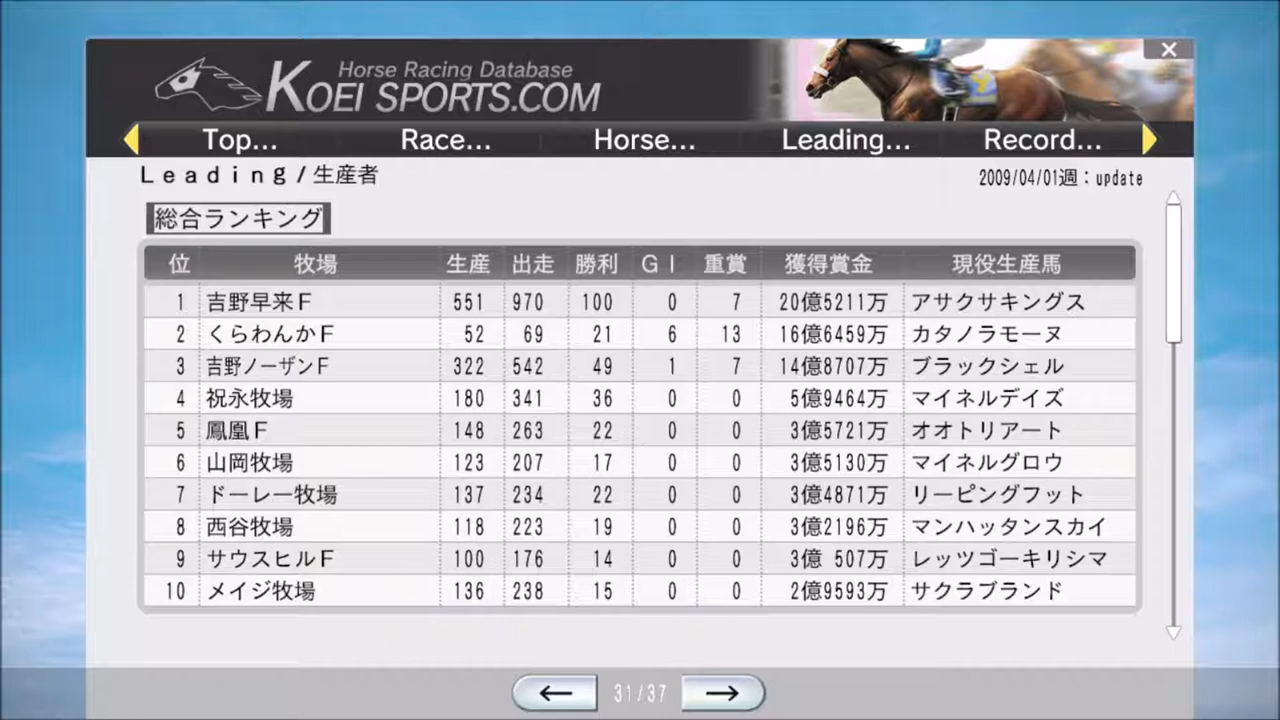 Horse Racing Database
KOEI SPORTS.COM
Top... Race... Horse... Leading... Record...
Leading/生産者 2009/04/01週:update
総合ランキング
位 牧場 生産 出走 勝利 GⅠ 重賞 獲得賞金 現役生産馬
1 吉野早来F 551 970 100 0 7 20億5211万 アサクサキングス
2 くらわんかF 52 69 21 6 13 16億6459万 カタノラモーヌ
3 吉野ノーザンF 322 542 49 1 7 14億8707万 ブラックシェル
4 祝永牧場 180 341 36 0 0 5億9464万 マイネルデイズ
5 鳳凰F 148 263 22 0 0 3億5721万 オオトリアート
6 山岡牧場 123 207 17 0 0 3億5130万 マイネルグロウ
7 ドーレー牧場 137 234 22 0 0 3億4871万 リーピングフット
8 西谷牧場 118 223 19 0 0 3億2196万 マンハッタンスカイ
9 サウスヒルF 100 176 14 0 0 3億 507万 レッツゴーキリシマ
10 メイジ牧場 136 238 15 0 0 2億9593万 サクラブランド
← 31/37 →